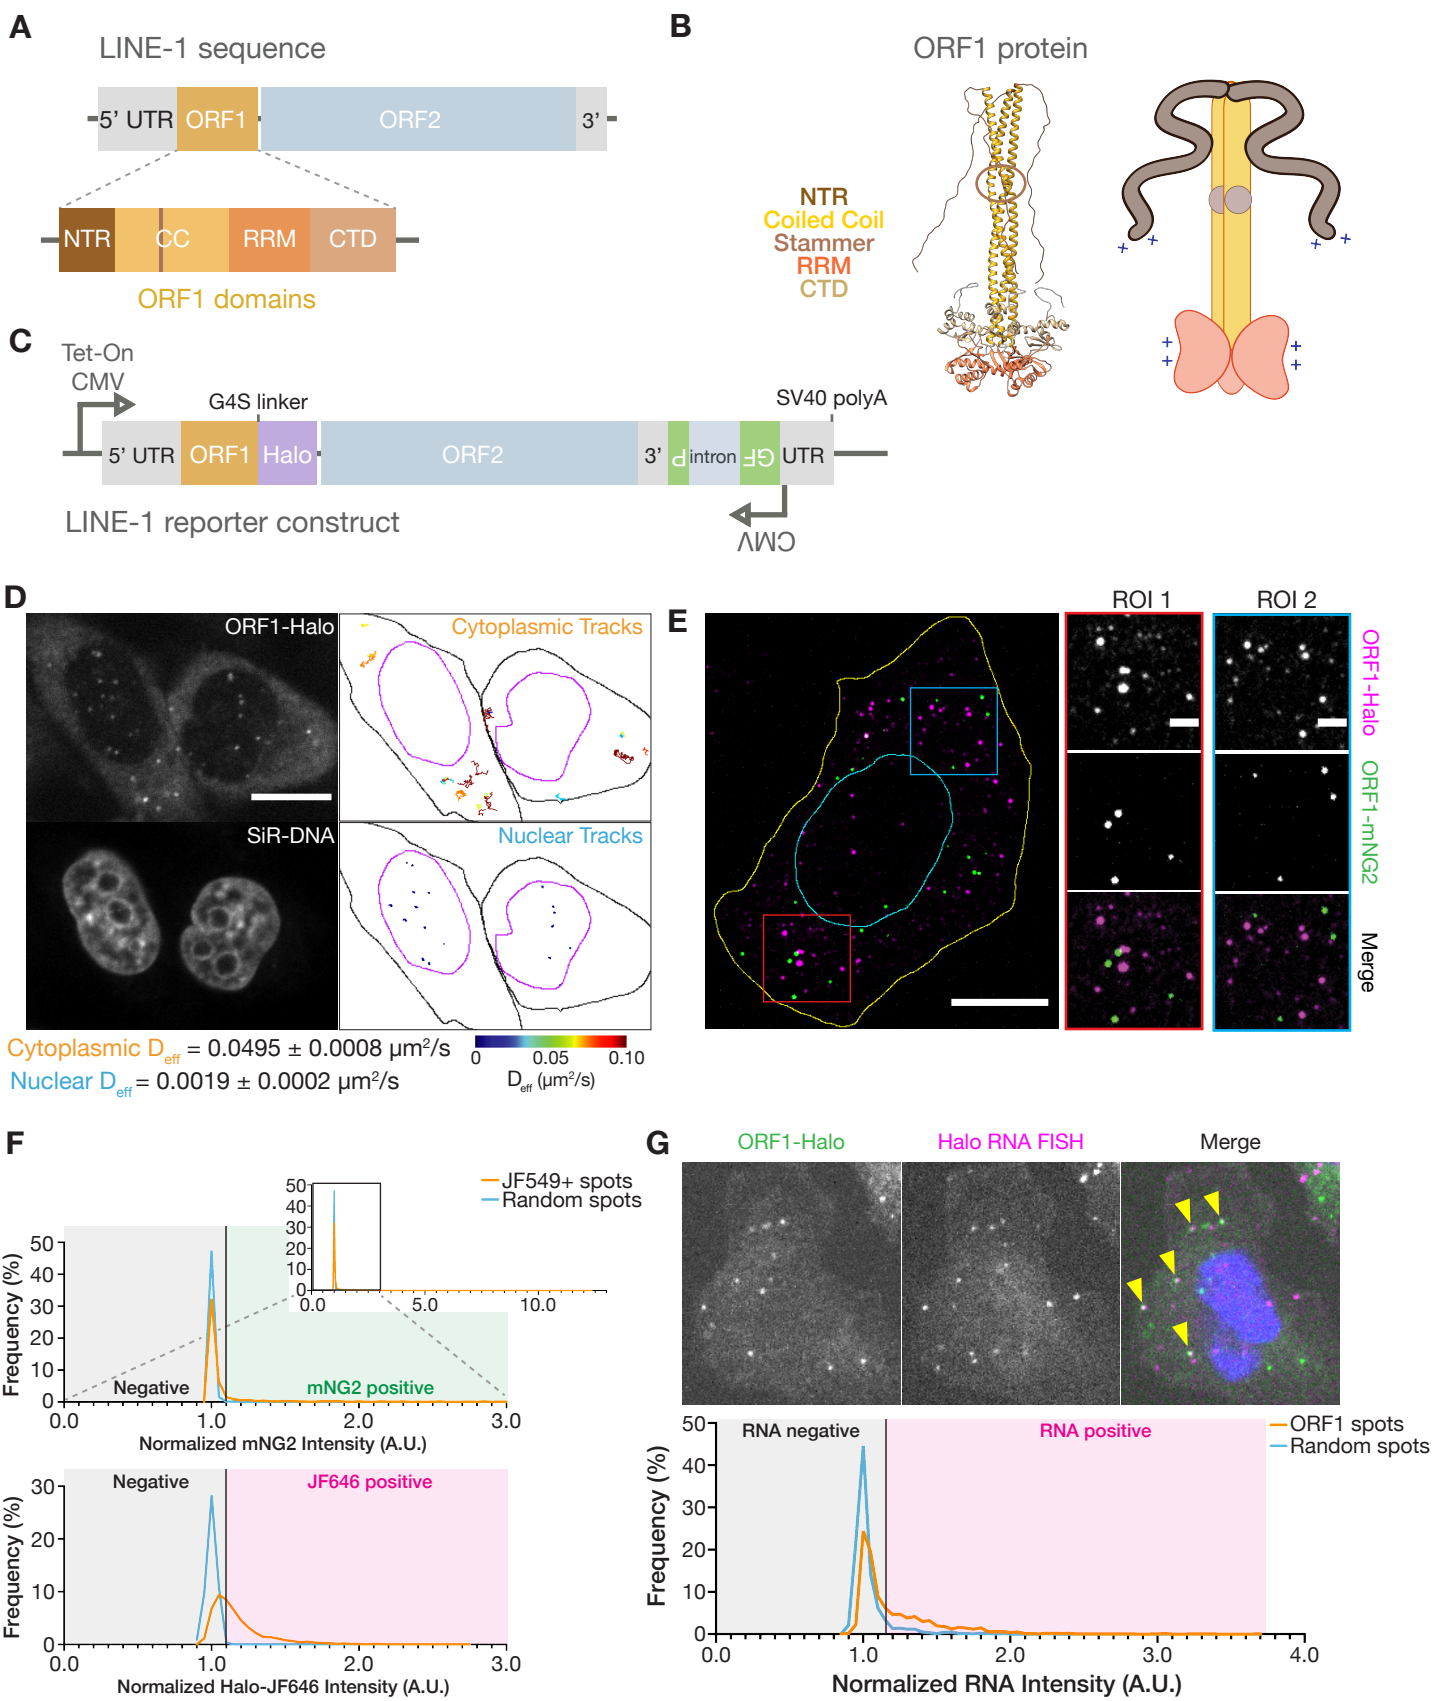 A
LINE-1 sequence
5' UTR ORF1 ORF2 3'
NTR CC RRM CTD
ORF1 domains
B
ORF1 protein
NTR
Coiled Coil
Stammer
RRM
CTD
+ + + +
+ +
+ +
C
Tet-On
CMV
G4S linker
SV40 polyA
5' UTR ORF1 Halo ORF2 3' P intron GF UTR
CMV
LINE-1 reporter construct
D
ORF1-Halo
Cytoplasmic Tracks
SiR-DNA
Nuclear Tracks
Cytoplasmic Deff = 0.0495 ± 0.0008 µm²/s
Nuclear Deff = 0.0019 ± 0.0002 µm²/s
0 0.05 0.10
Deff (µm²/s)
E
ROI 1 ROI 2
ORF1-Halo
ORF1-mNG2
Merge
F
JF549+ spots
Random spots
50
40
30
20
10
0
0.0 5.0 10.0
Frequency (%)
50
40
30
20
10
0
Negative mNG2 positive
0.0 1.0 2.0 3.0
Normalized mNG2 Intensity (A.U.)
Frequency (%)
30
20
10
0
Negative JF646 positive
0.0 1.0 2.0 3.0
Normalized Halo-JF646 Intensity (A.U.)
G
ORF1-Halo Halo RNA FISH Merge
Frequency (%)
50
40
30
20
10
0
RNA negative RNA positive
ORF1 spots
Random spots
0.0 1.0 2.0 3.0 4.0
Normalized RNA Intensity (A.U.)